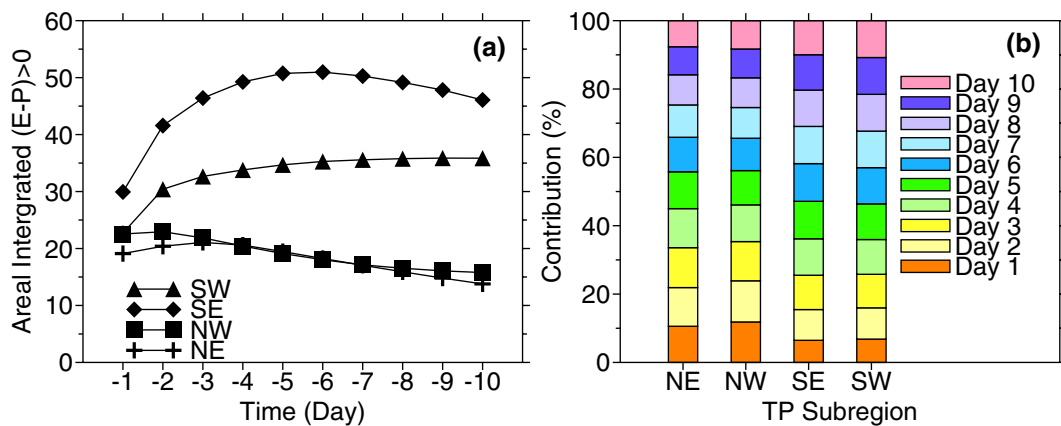 (a)
Areal Intergrated (E-P)>0
60
50
40
30
20
10
0
SW
SE
NW
NE
-1 -2 -3 -4 -5 -6 -7 -8 -9 -10
Time (Day)
(b)
Contribution (%)
100
80
60
40
20
0
NE NW SE SW
TP Subregion
Day 10
Day 9
Day 8
Day 7
Day 6
Day 5
Day 4
Day 3
Day 2
Day 1